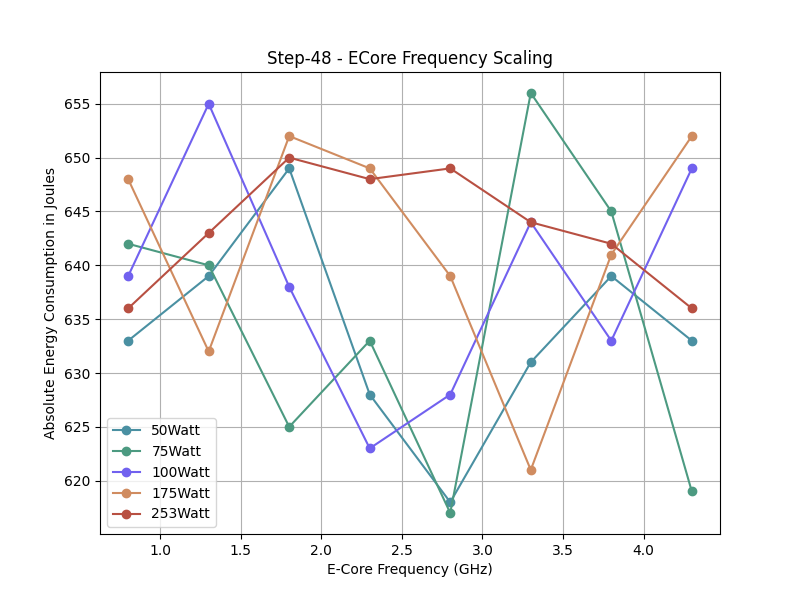 Step-48 - ECore Frequency Scaling
Absolute Energy Consumption in Joules
655
650
645
640
635
630
625
620
50Watt
75Watt
100Watt
175Watt
253Watt
1.0 1.5 2.0 2.5 3.0 3.5 4.0
E-Core Frequency (GHz)